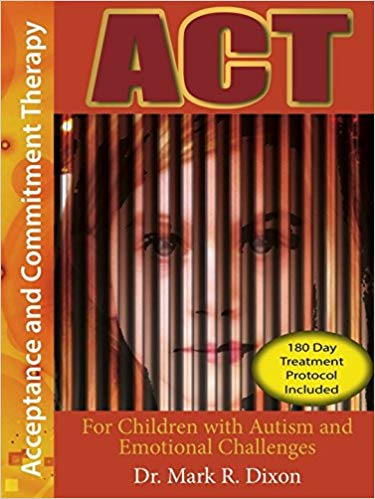 ACT
Acceptance and Commitment Therapy
180 Day
Treatment
Protocol
Included
For Children with Autism and
Emotional Challenges
Dr. Mark R. Dixon